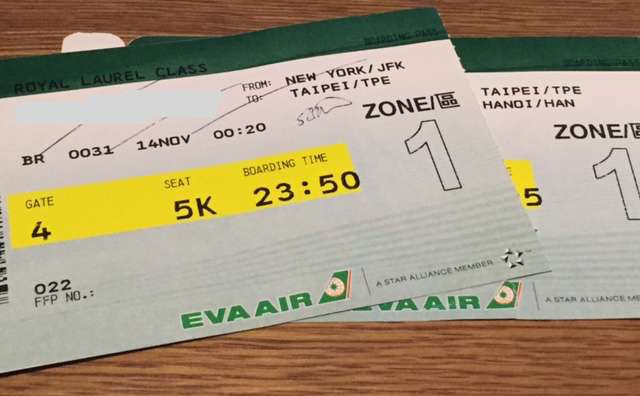 ROYAL LAUREL CLASS
BOARDING PASS
FROM: NEW YORK/JFK
TO: TAIPEI/TPE
BR 0031 14NOV 00:20
ZONE/區
1
GATE SEAT BOARDING TIME
4 5K 23:50
022
FFP NO.:
EVA AIR
A STAR ALLIANCE MEMBER
BOARDING PASS
TAIPEI/TPE
HANOI/HAN
ZONE/區
1
5
EVA AIR
A STAR ALLIANCE MEMBER